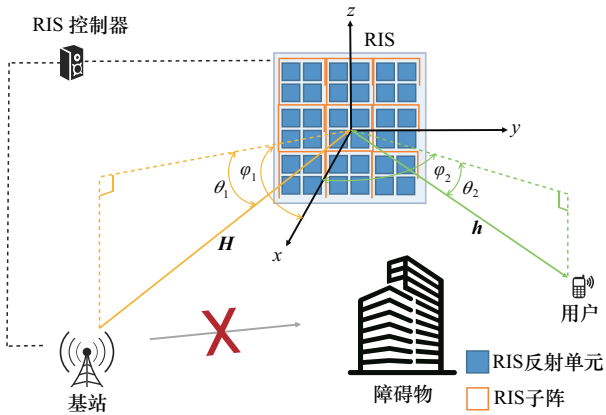 RIS 控制器
z
RIS
y
θ₁
φ₁
φ₂
θ₂
H
h
x
用户
基站
障碍物
RIS反射单元
RIS子阵